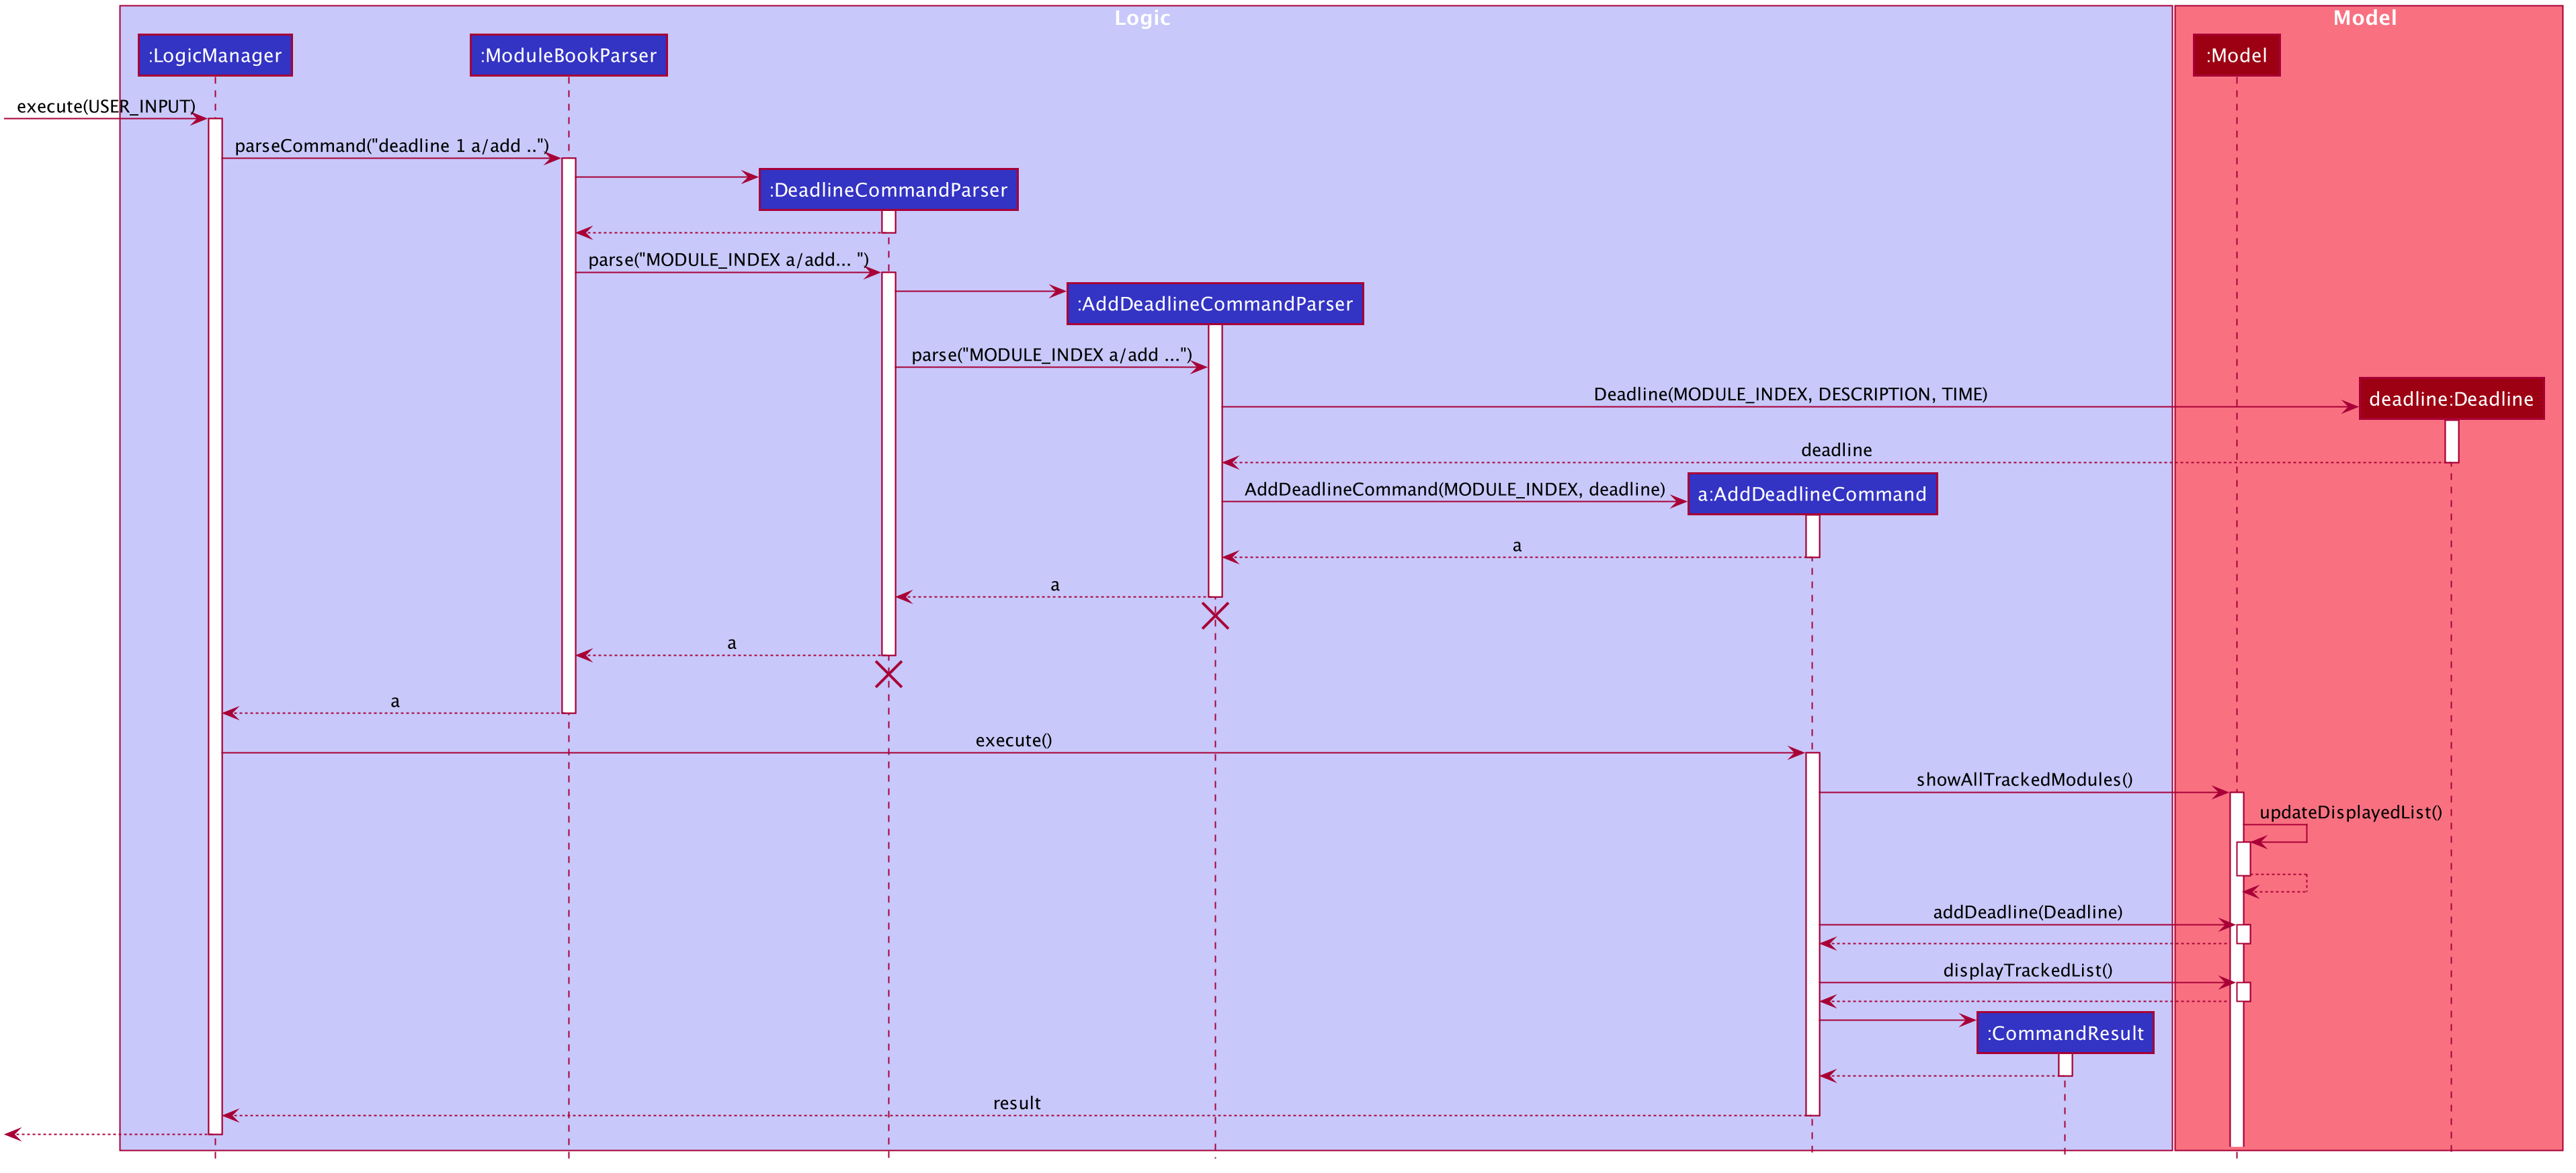 Logic
Model
:LogicManager
:ModuleBookParser
:Model
execute(USER_INPUT)
parseCommand("deadline 1 a/add ..")
:DeadlineCommandParser
parse("MODULE_INDEX a/add... ")
:AddDeadlineCommandParser
parse("MODULE_INDEX a/add ...")
Deadline(MODULE_INDEX, DESCRIPTION, TIME)
deadline:Deadline
deadline
AddDeadlineCommand(MODULE_INDEX, deadline)
a:AddDeadlineCommand
a
a
a
a
execute()
showAllTrackedModules()
updateDisplayedList()
addDeadline(Deadline)
displayTrackedList()
:CommandResult
result